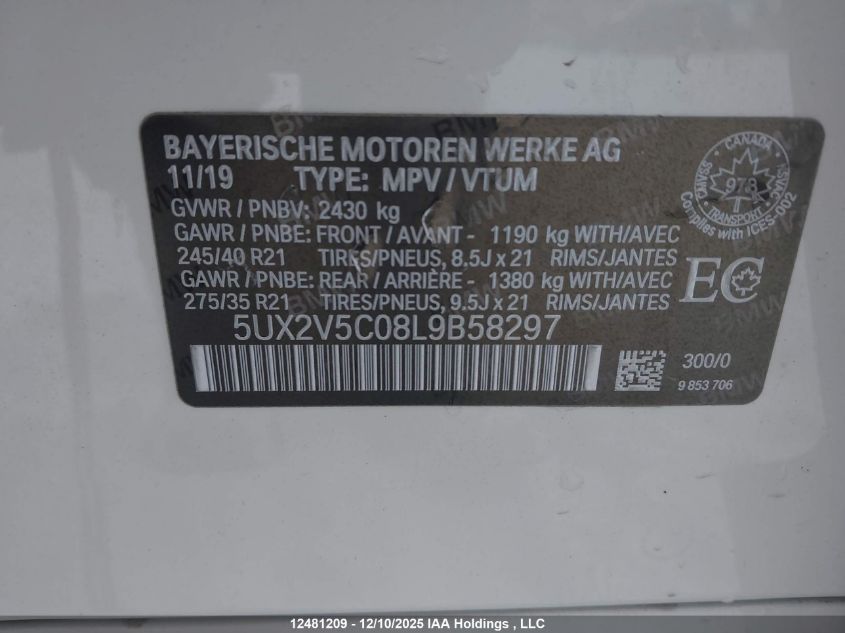 BAYERISCHE MOTOREN WERKE AG
11/19 TYPE: MPV / VTUM
GVWR / PNBV: 2430 kg
GAWR / PNBE: FRONT / AVANT - 1190 kg WITH/AVEC
245/40 R21 TIRES/PNEUS, 8.5J x 21 RIMS/JANTES
GAWR / PNBE: REAR / ARRIÈRE - 1380 kg WITH/AVEC
275/35 R21 TIRES/PNEUS, 9.5J x 21 RIMS/JANTES
5UX2V5C08L9B58297
CANADA
SSVMC
NSVAC
978
TRANSPORT
Complies with ICES-002
EC
300/0
9 853 706
12481209 - 12/10/2025 IAA Holdings , LLC